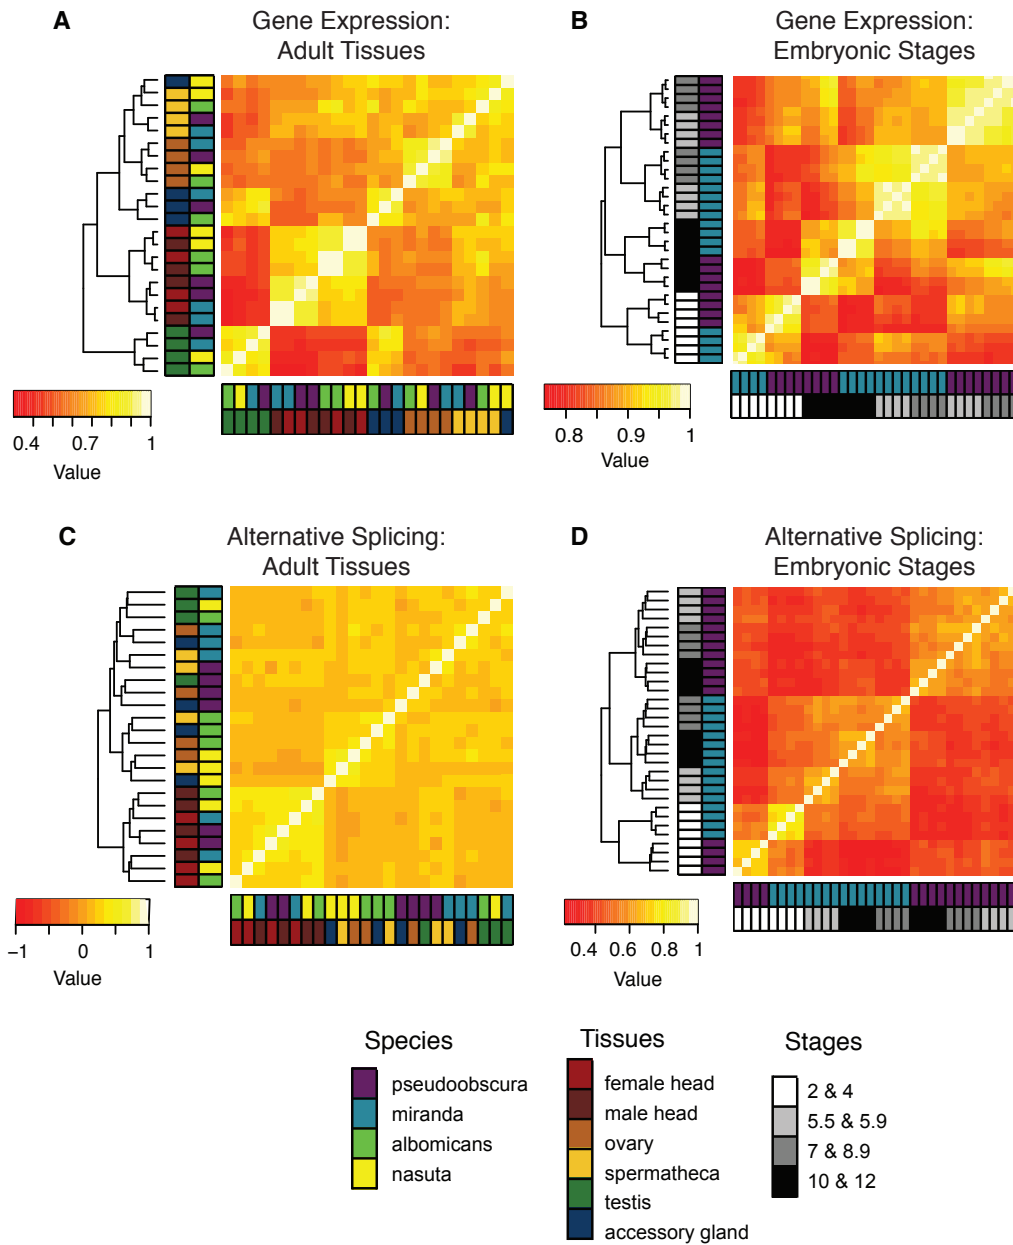 A
Gene Expression:
Adult Tissues
B
Gene Expression:
Embryonic Stages
0.4 0.7 1
Value
0.8 0.9 1
Value
C
Alternative Splicing:
Adult Tissues
D
Alternative Splicing:
Embryonic Stages
−1 0 1
Value
0.4 0.6 0.8 1
Value
Species
pseudoobscura
miranda
albomicans
nasuta
Tissues
female head
male head
ovary
spermatheca
testis
accessory gland
Stages
2 & 4
5.5 & 5.9
7 & 8.9
10 & 12